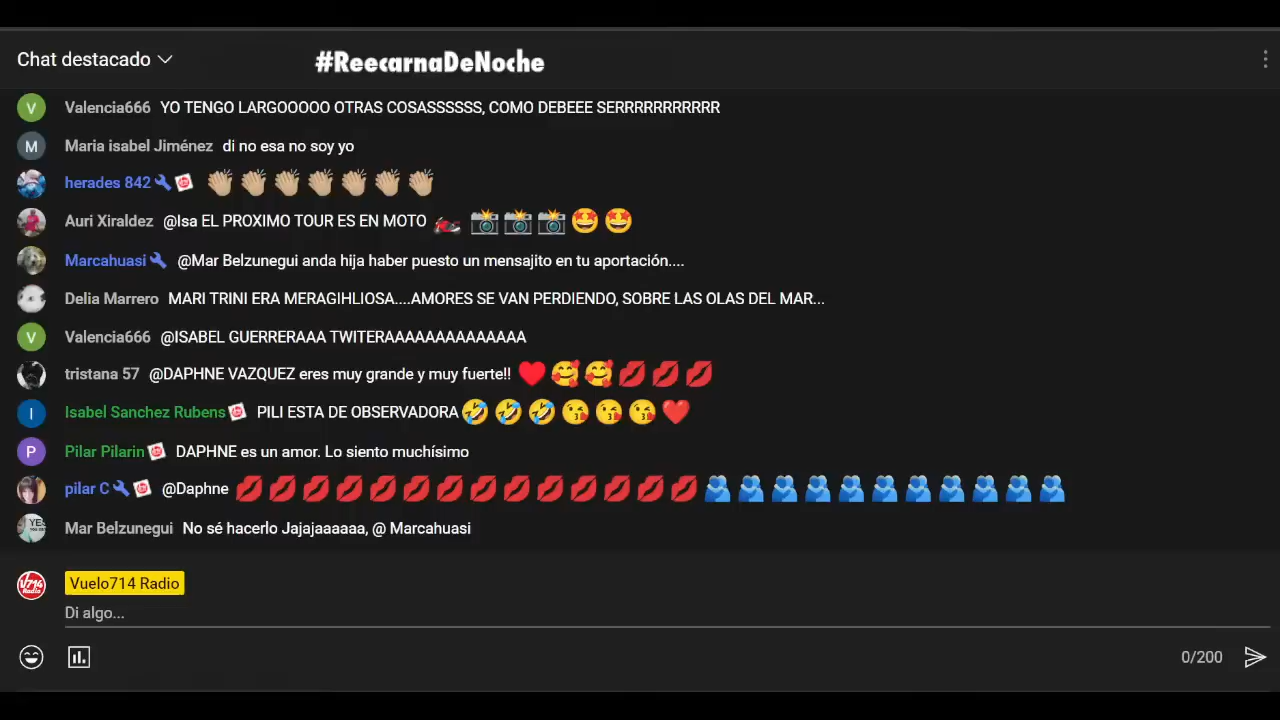 Chat destacado
#ReecarnaDeNoche
V Valencia666 YO TENGO LARGOOOOO OTRAS COSASSSSSS, COMO DEBEEE SERRRRRRRRRRR
M Maria isabel Jiménez di no esa no soy yo
herades 842 👏🏼👏🏼👏🏼👏🏼👏🏼👏🏼👏🏼
Auri Xiraldez @Isa EL PROXIMO TOUR ES EN MOTO 🏍️ 📸📸📸🤩🤩
Marcahuasi @Mar Belzunegui anda hija haber puesto un mensajito en tu aportación....
Delia Marrero MARI TRINI ERA MERAGIHLIOSA....AMORES SE VAN PERDIENDO, SOBRE LAS OLAS DEL MAR...
V Valencia666 @ISABEL GUERRERAAA TWITERAAAAAAAAAAAAAA
tristana 57 @DAPHNE VAZQUEZ eres muy grande y muy fuerte!! ♥️🥰🥰💋💋💋
I Isabel Sanchez Rubens PILI ESTA DE OBSERVADORA🤣🤣🤣😘😘😘❤️
P Pilar Pilarin DAPHNE es un amor. Lo siento muchísimo
pilar C @Daphne 💋💋💋💋💋💋💋💋💋💋💋💋💋💋🫂🫂🫂🫂🫂🫂🫂🫂🫂🫂🫂
YES Mar Belzunegui No sé hacerlo Jajajaaaaaa, @ Marcahuasi
V714 Radio Vuelo714 Radio
Di algo...
0/200